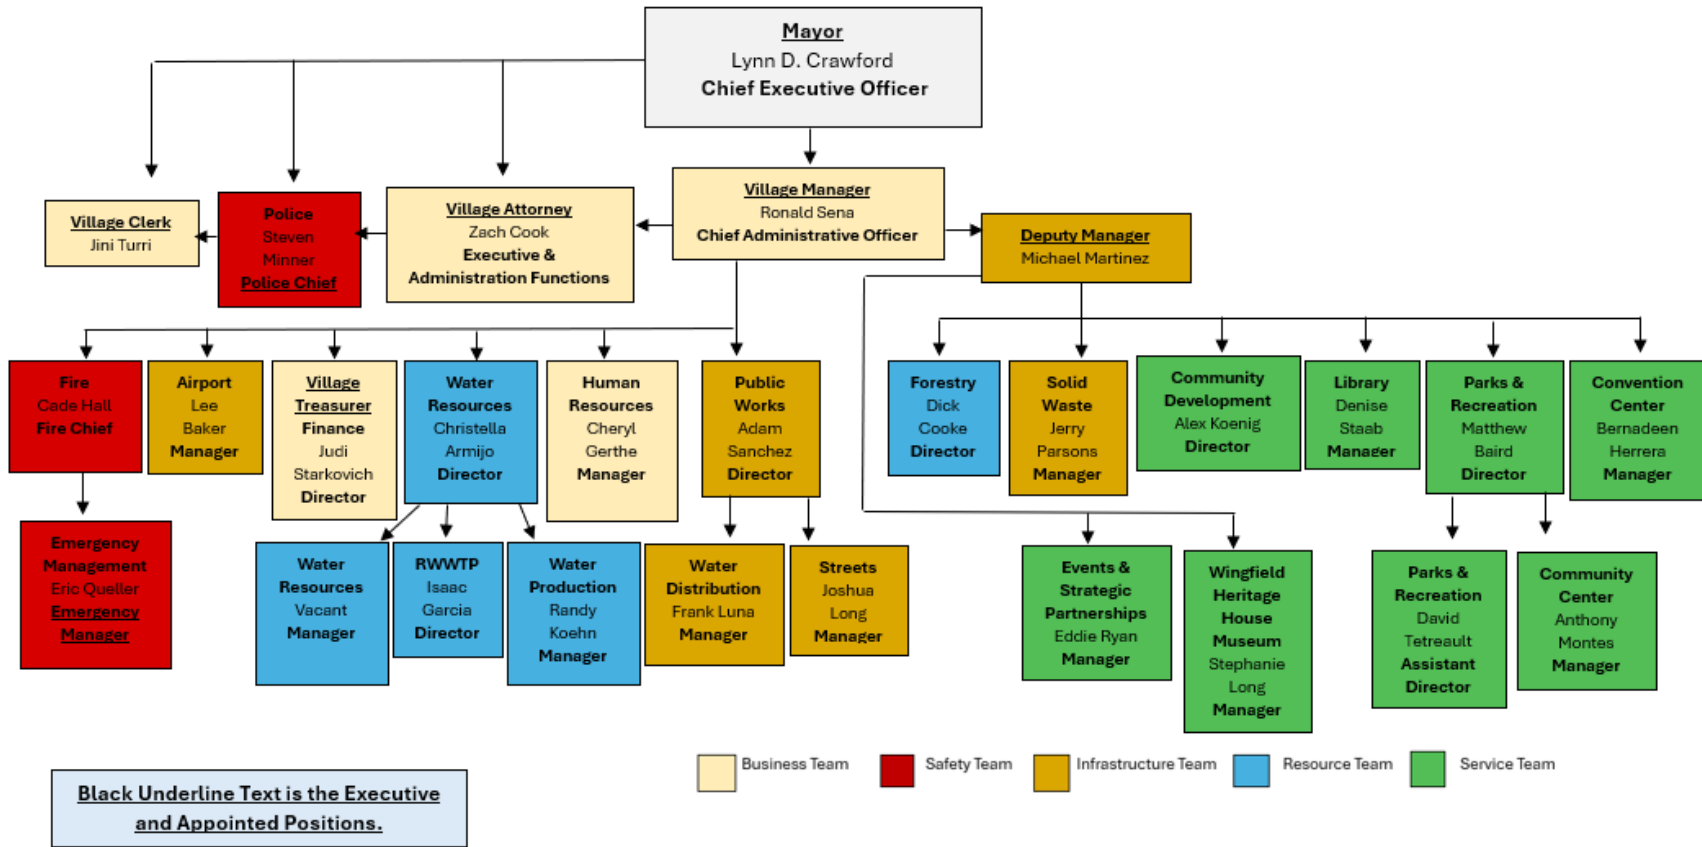 Mayor
Lynn D. Crawford
Chief Executive Officer
Village Clerk
Jini Turri
Police
Steven
Minner
Police Chief
Village Attorney
Zach Cook
Executive &
Administration Functions
Village Manager
Ronald Sena
Chief Administrative Officer
Deputy Manager
Michael Martinez
Fire
Cade Hall
Fire Chief
Airport
Lee
Baker
Manager
Village
Treasurer
Finance
Judi
Starkovich
Director
Water
Resources
Christella
Armijo
Director
Human
Resources
Cheryl
Gerthe
Manager
Public
Works
Adam
Sanchez
Director
Forestry
Dick
Cooke
Director
Solid
Waste
Jerry
Parsons
Manager
Community
Development
Alex Koenig
Director
Library
Denise
Staab
Manager
Parks &
Recreation
Matthew
Baird
Director
Convention
Center
Bernadeen
Herrera
Manager
Emergency
Management
Eric Queller
Emergency
Manager
Water
Resources
Vacant
Manager
RWWTP
Isaac
Garcia
Director
Water
Production
Randy
Koehn
Manager
Water
Distribution
Frank Luna
Manager
Streets
Joshua
Long
Manager
Events &
Strategic
Partnerships
Eddie Ryan
Manager
Wingfield
Heritage
House
Museum
Stephanie
Long
Manager
Parks &
Recreation
David
Tetreault
Assistant
Director
Community
Center
Anthony
Montes
Manager
Business Team
Safety Team
Infrastructure Team
Resource Team
Service Team
Black Underline Text is the Executive
and Appointed Positions.